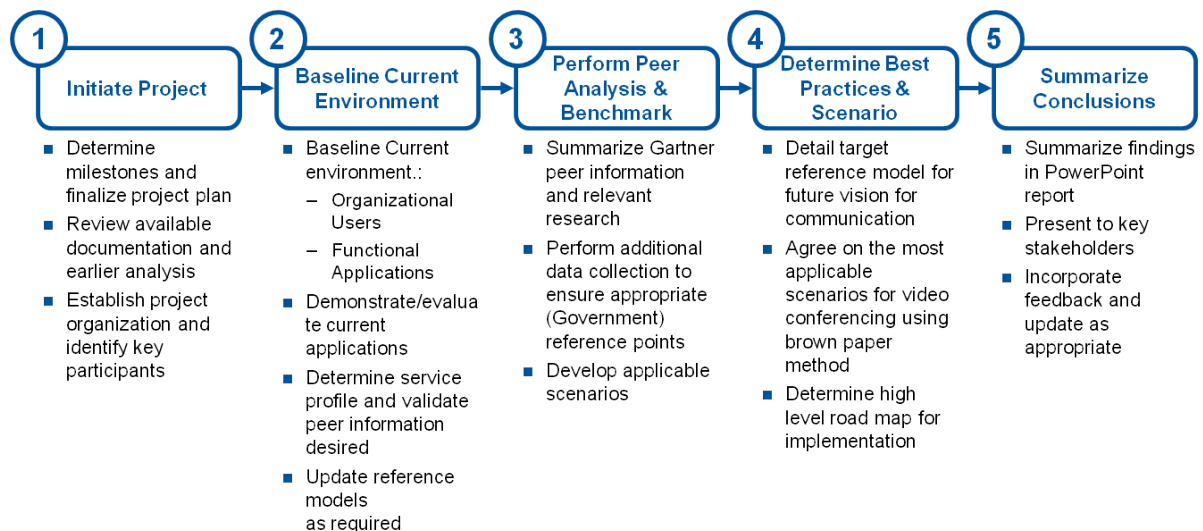 1
Initiate Project
Determine
milestones and
finalize project plan
Review available
documentation and
earlier analysis
Establish project
organization and
identify key
participants
2
Baseline Current
Environment
Baseline Current
environment.:
– Organizational
Users
– Functional
Applications
Demonstrate/evalua
te current
applications
Determine service
profile and validate
peer information
desired
Update reference
models
as required
3
Perform Peer
Analysis &
Benchmark
Summarize Gartner
peer information
and relevant
research
Perform additional
data collection to
ensure appropriate
(Government)
reference points
Develop applicable
scenarios
4
Determine Best
Practices &
Scenario
Detail target
reference model for
future vision for
communication
Agree on the most
applicable
scenarios for video
conferencing using
brown paper
method
Determine high
level road map for
implementation
5
Summarize
Conclusions
Summarize findings
in PowerPoint
report
Present to key
stakeholders
Incorporate
feedback and
update as
appropriate